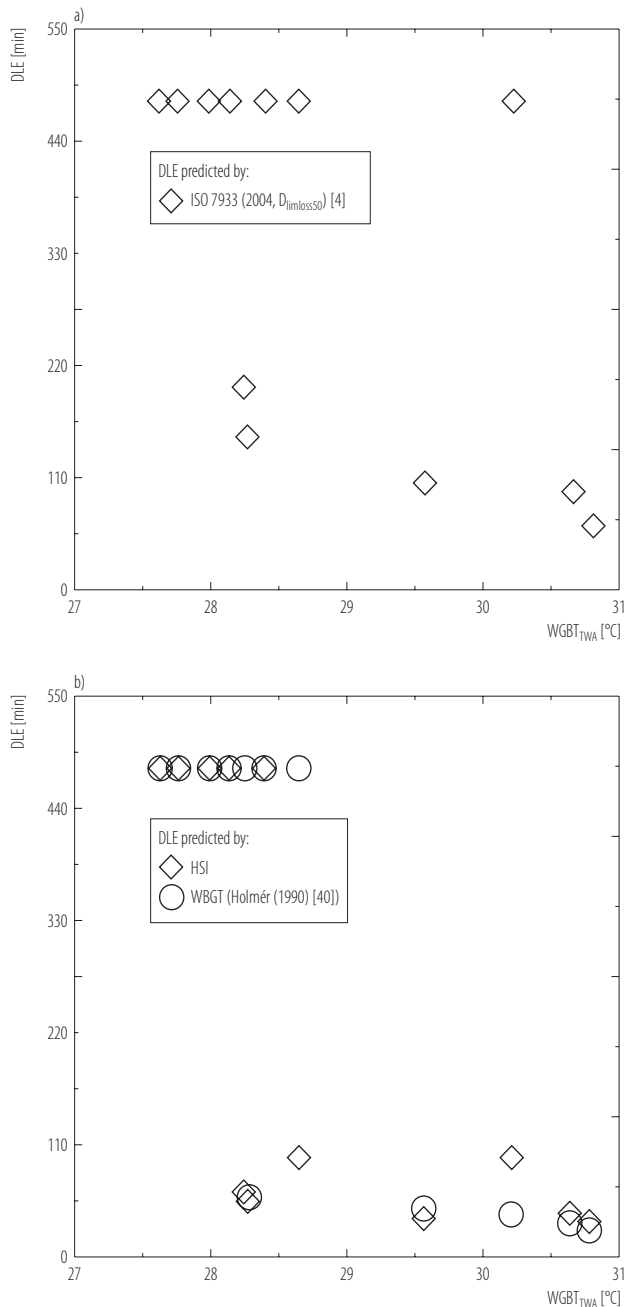 a)
DLE [min]
550
440
330
220
110
0
DLE predicted by:
ISO 7933 (2004, Dlimloss50) [4]
27 28 29 30 31
WGBTTWA [°C]
b)
DLE [min]
550
440
330
220
110
0
DLE predicted by:
HSI
WBGT (Holmér (1990) [40])
27 28 29 30 31
WGBTTWA [°C]